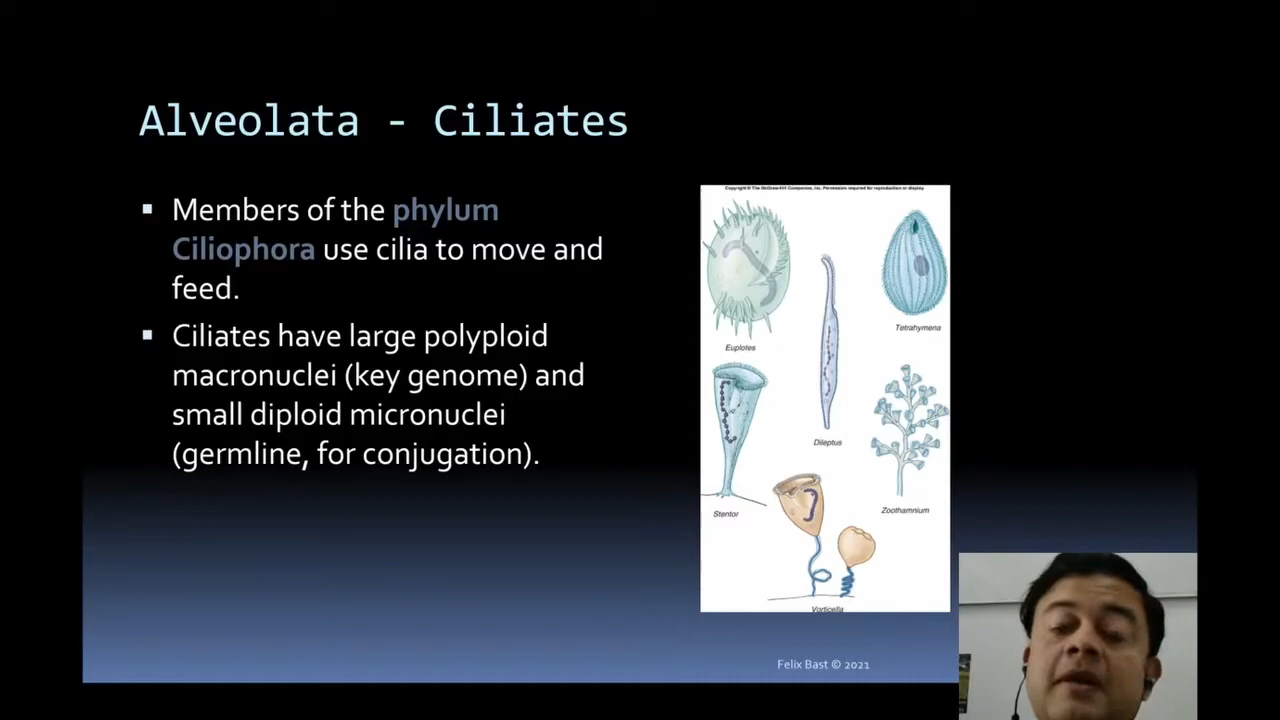 Alveolata - Ciliates
▪ Members of the phylum
Ciliophora use cilia to move and
feed.
▪ Ciliates have large polyploid
macronuclei (key genome) and
small diploid micronuclei
(germline, for conjugation).
Copyright © The McGraw-Hill Companies, Inc. Permission required for reproduction or display.
Euplotes
Tetrahymena
Dileptus
Stentor
Zoothamnium
Vorticella
Felix Bast © 2021